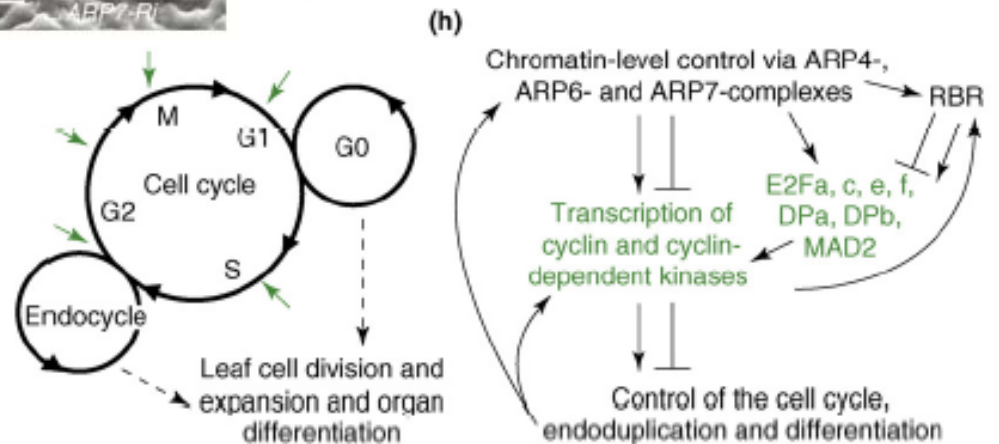 ARP7-Ri
(h)
M
G1
G0
Cell cycle
G2
S
Endocycle
Leaf cell division and
expansion and organ
differentiation
Chromatin-level control via ARP4-,
ARP6- and ARP7-complexes
RBR
E2Fa, c, e, f,
DPa, DPb,
MAD2
Transcription of
cyclin and cyclin-
dependent kinases
Control of the cell cycle,
endoduplication and differentiation